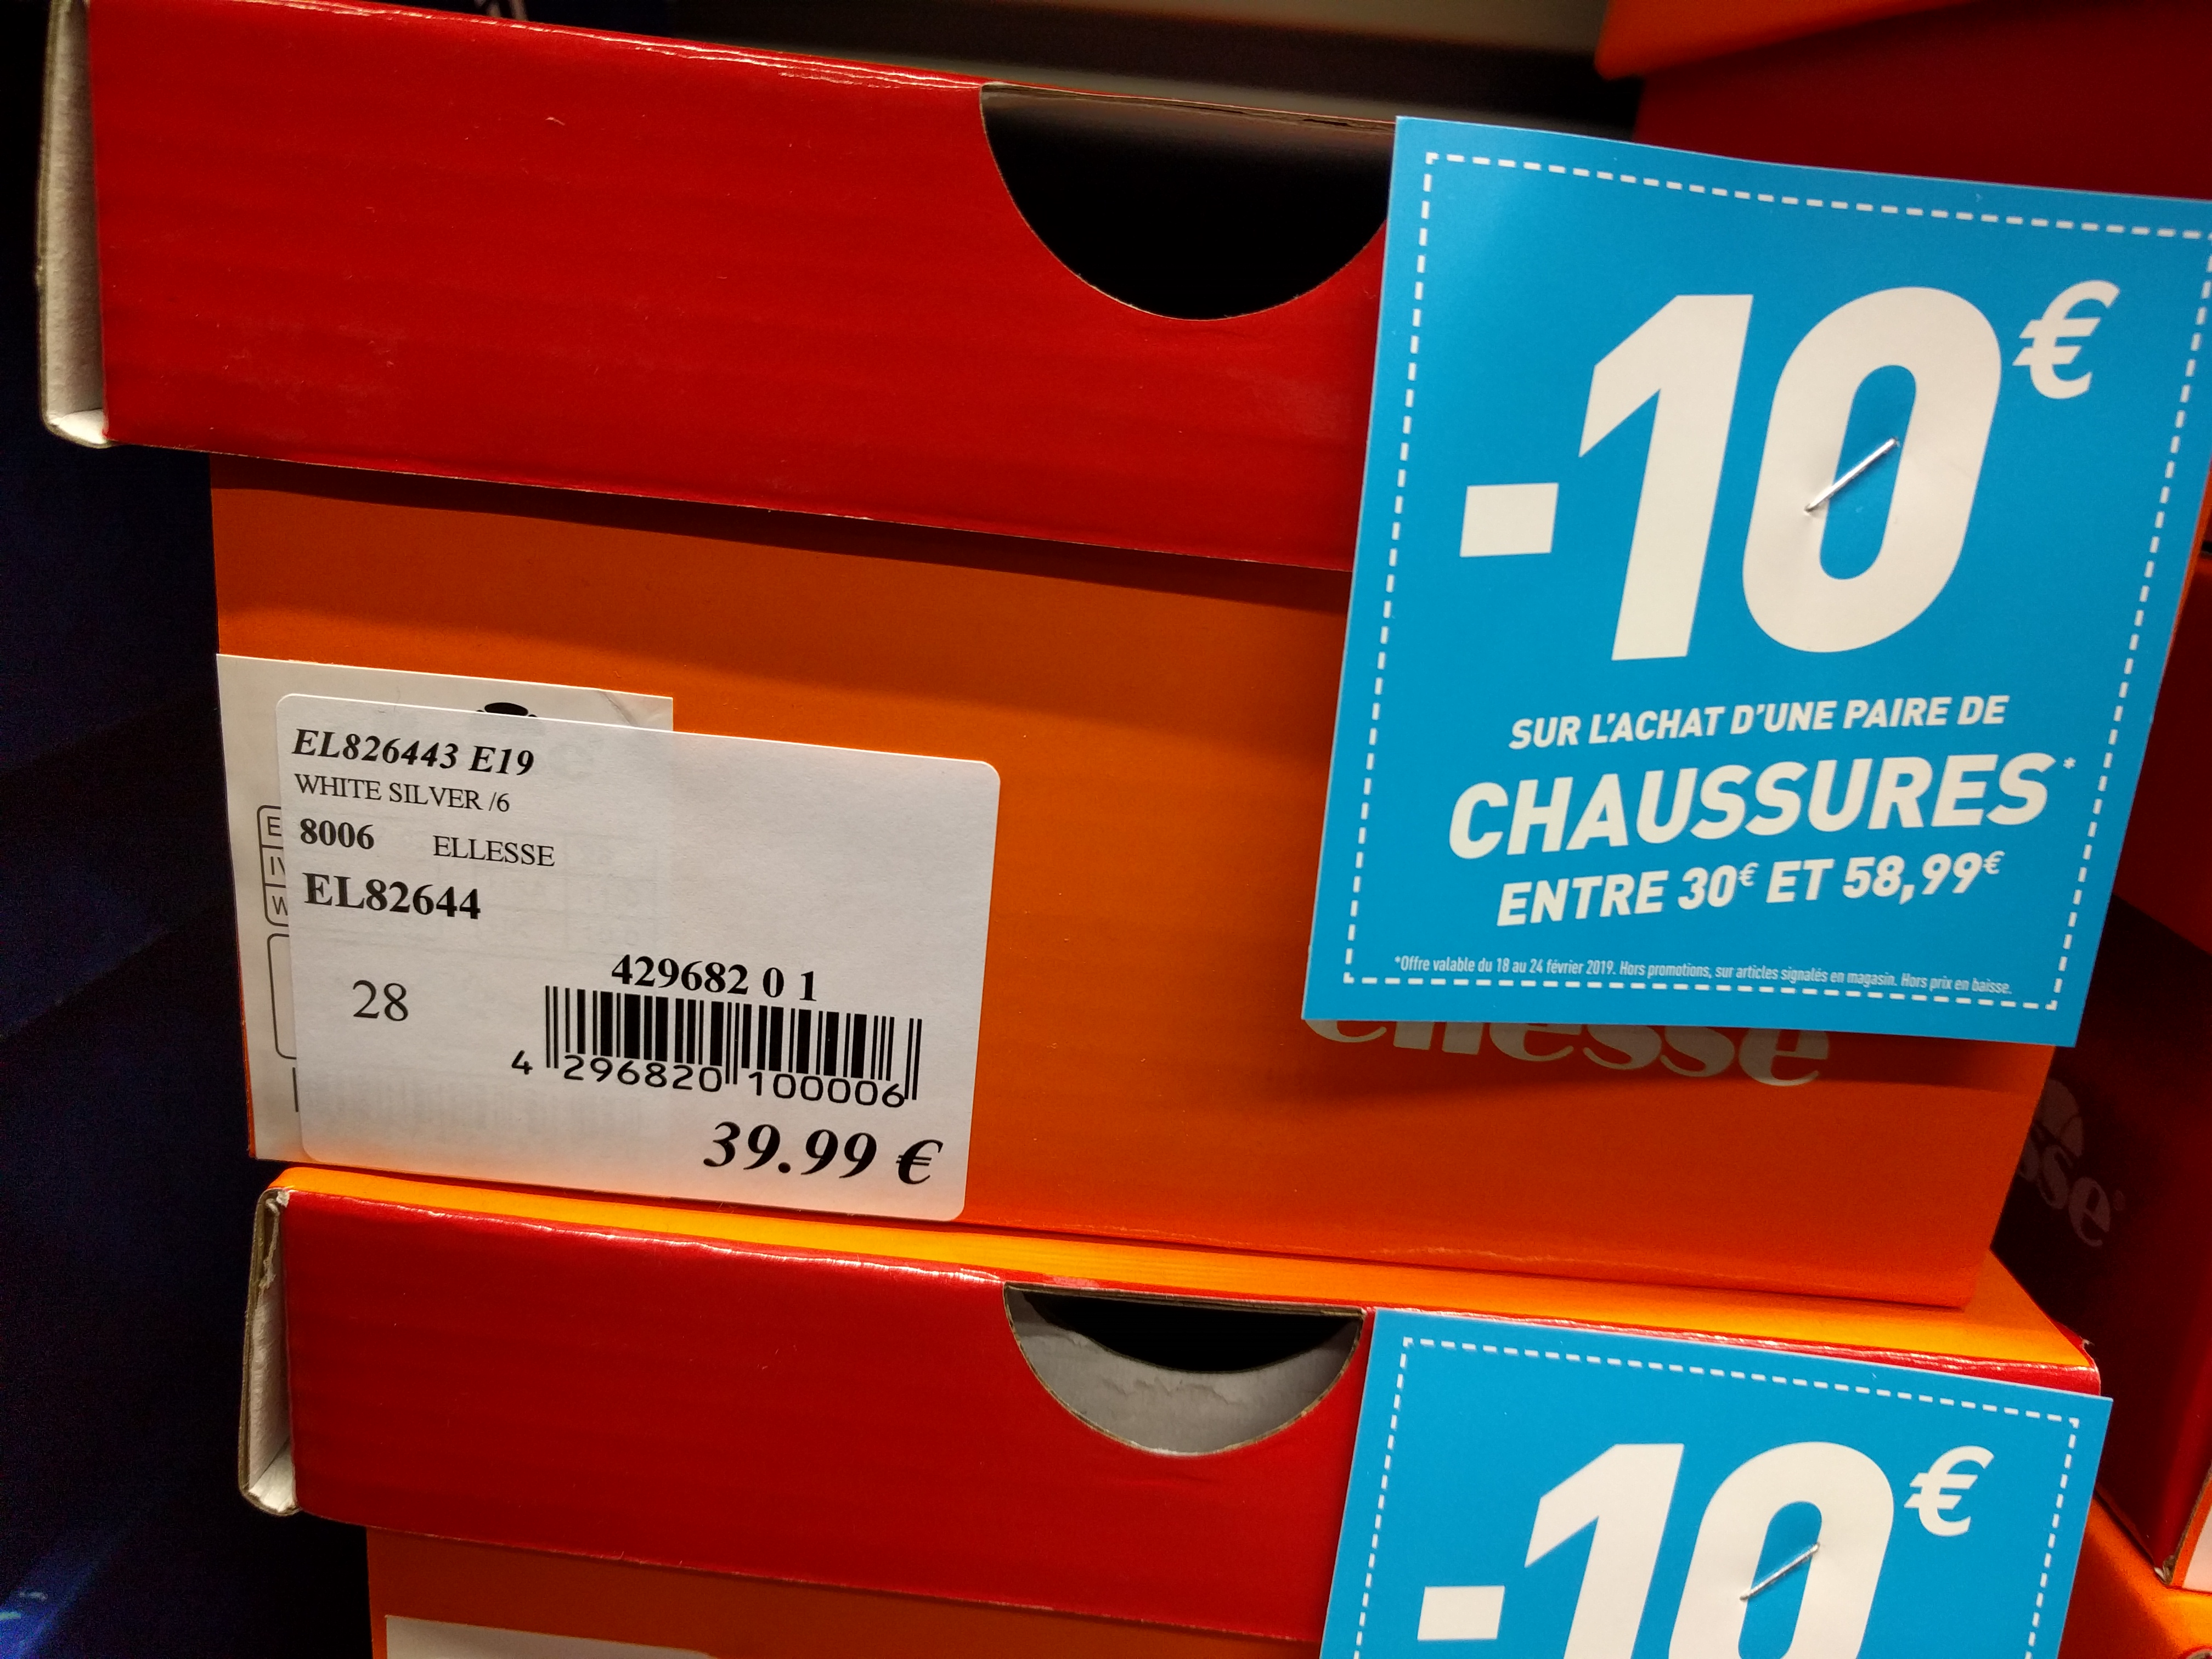 EL826443 E19
WHITE SILVER /6
8006 ELLESSE
EL82644
28
429682 0 1
4 296820 100006
39.99 €
-10€
SUR L'ACHAT D'UNE PAIRE DE
CHAUSSURES*
ENTRE 30€ ET 58,99€
*Offre valable du 18 au 24 février 2019. Hors promotions, sur articles signalés en magasin. Hors prix en baisse.
ellesse
-10€